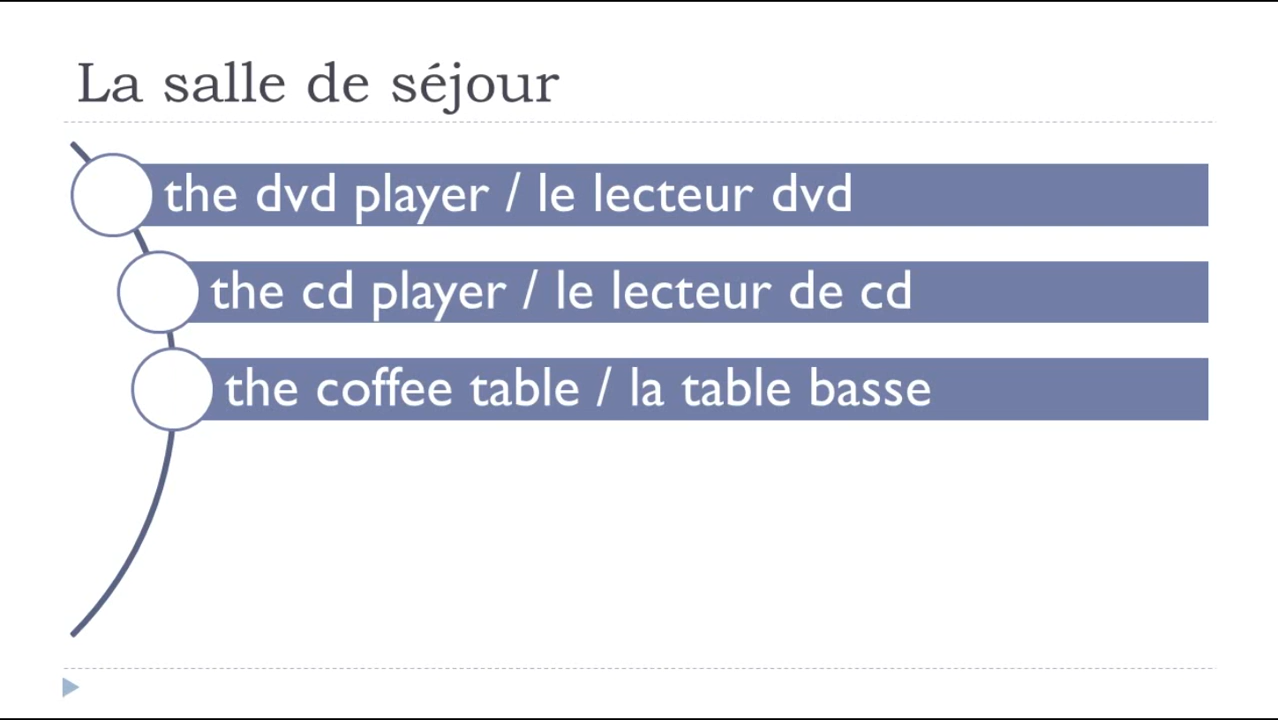 La salle de séjour
the dvd player / le lecteur dvd
the cd player / le lecteur de cd
the coffee table / la table basse